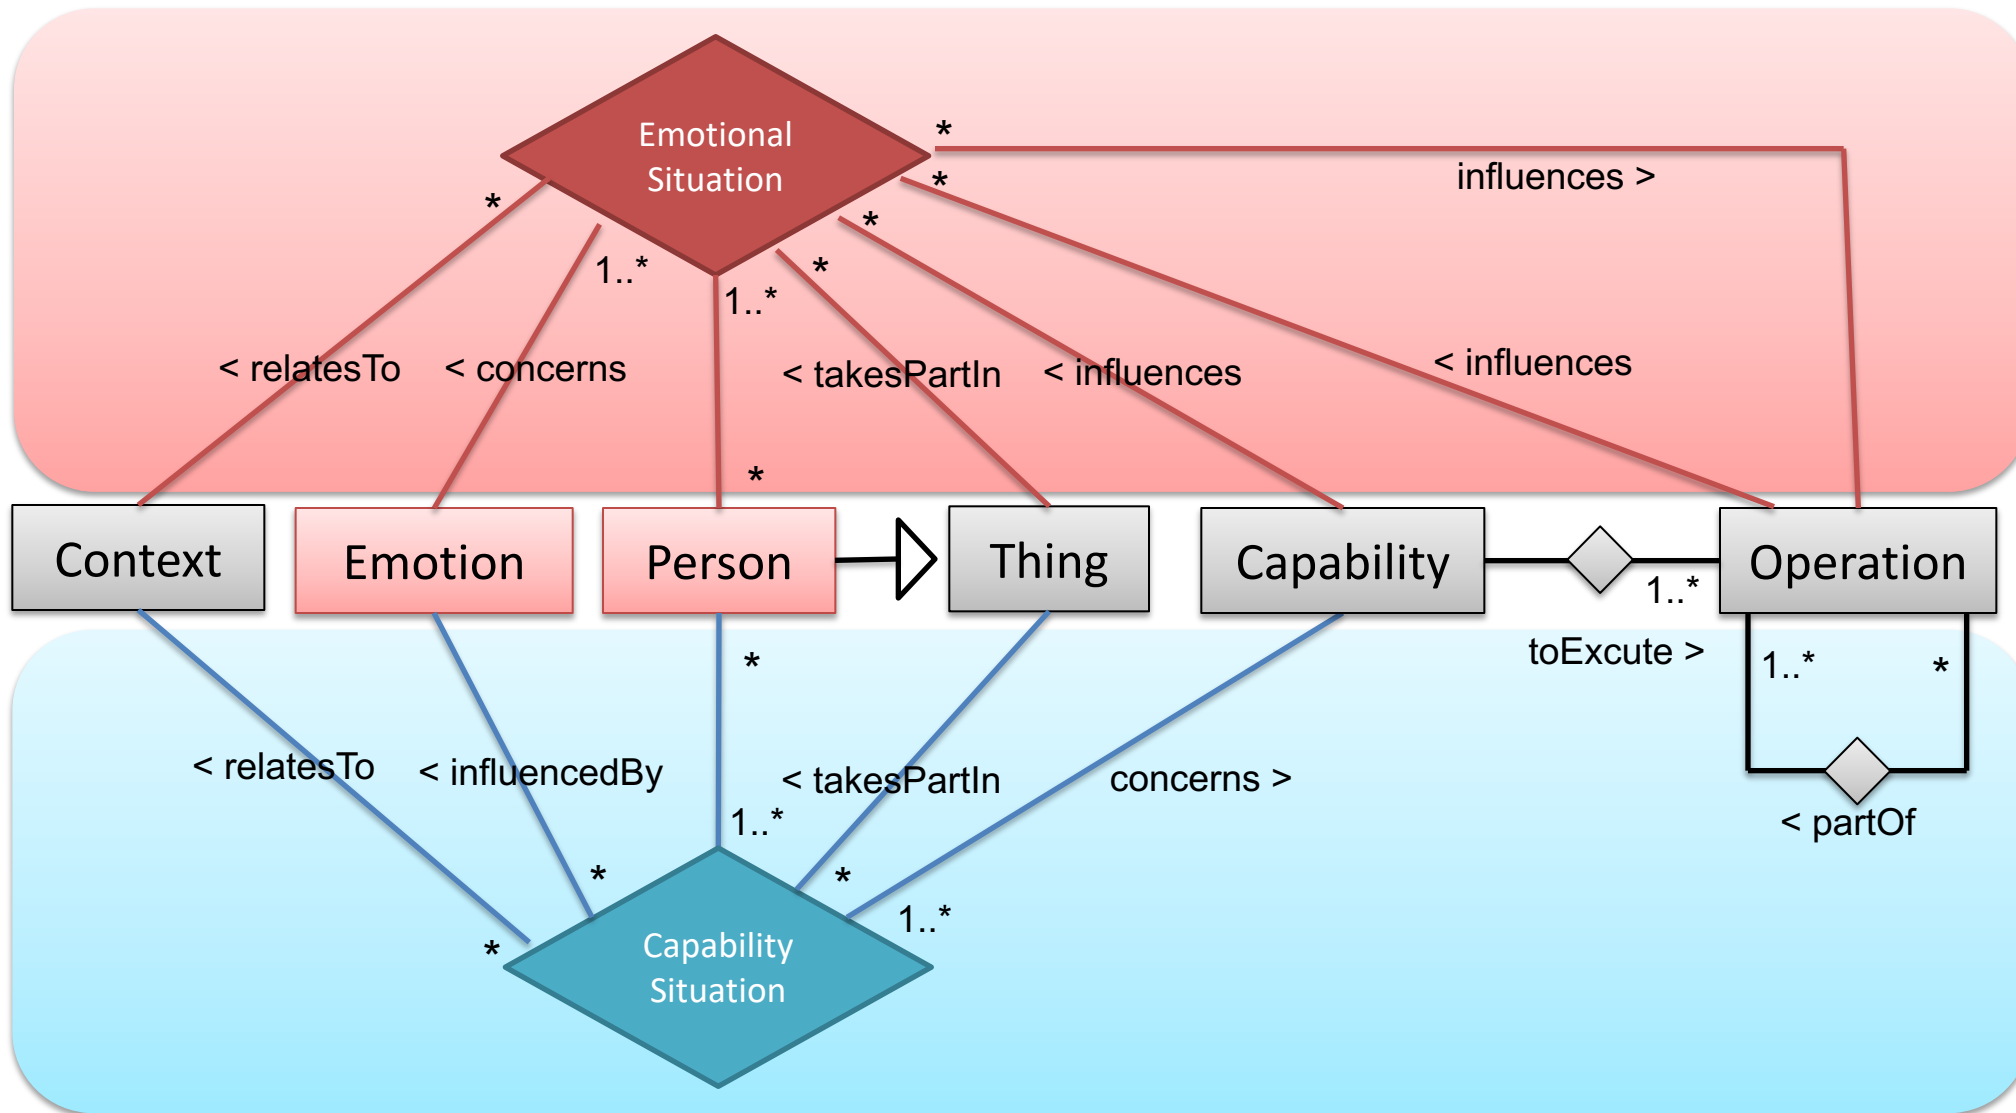 Emotional
Situation
*
*
influences >
*
*
*
1..*
1..*
< relatesTo
< concerns
< takesPartIn
< influences
< influences
*
Context
Emotion
Person
Thing
Capability
Operation
1..*
toExcute >
1..*
*
*
< relatesTo
< influencedBy
< takesPartIn
concerns >
< partOf
1..*
*
*
1..*
*
Capability
Situation